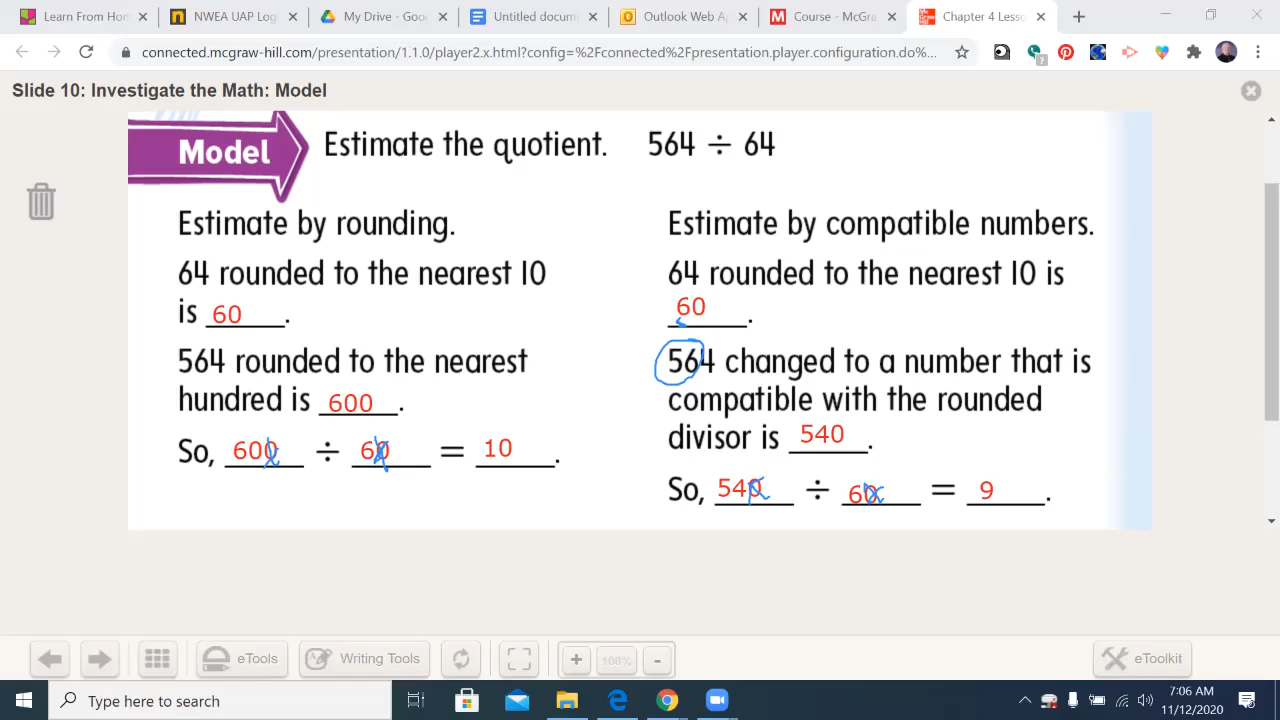 Learn From Hom
NWEA | JAP Log
My Drive - Goo
Untitled docum
Outlook Web
Course - McGra
Chapter 4 Lesso
connected.mcgraw-hill.com/presentation/1.1.0/player2.x.html?config=%2Fconnected%2Fpresentation.player.configuration.do%...
Slide 10: Investigate the Math: Model
Model
Estimate the quotient. 564 ÷ 64
Estimate by rounding.
64 rounded to the nearest 10
is 60.
564 rounded to the nearest
hundred is 600.
So, 600 ÷ 60 = 10.
Estimate by compatible numbers.
64 rounded to the nearest 10 is
60.
564 changed to a number that is
compatible with the rounded
divisor is 540.
So, 540 ÷ 60 = 9.
eTools
Writing Tools
100%
eToolkit
Type here to search
7:06 AM
11/12/2020